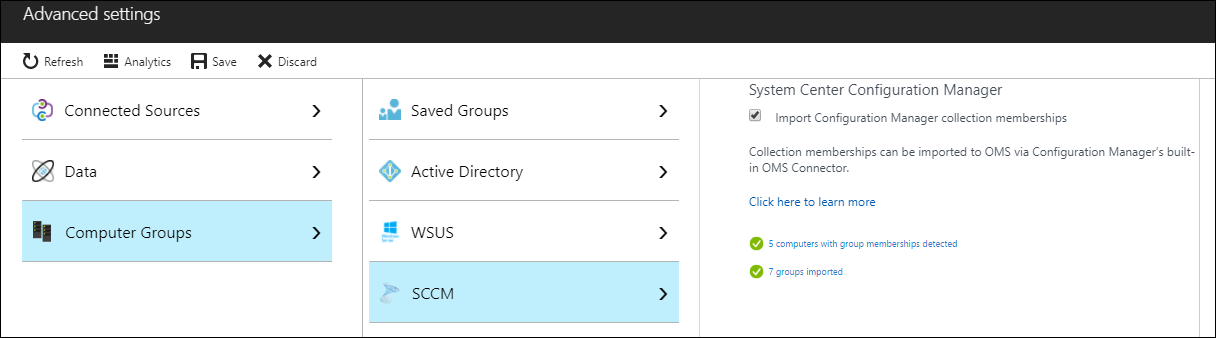 Advanced settings
Refresh Analytics Save Discard
Connected Sources
Data
Computer Groups
Saved Groups
Active Directory
WSUS
SCCM
System Center Configuration Manager
Import Configuration Manager collection memberships
Collection memberships can be imported to OMS via Configuration Manager's built-
in OMS Connector.
Click here to learn more
5 computers with group memberships detected
7 groups imported